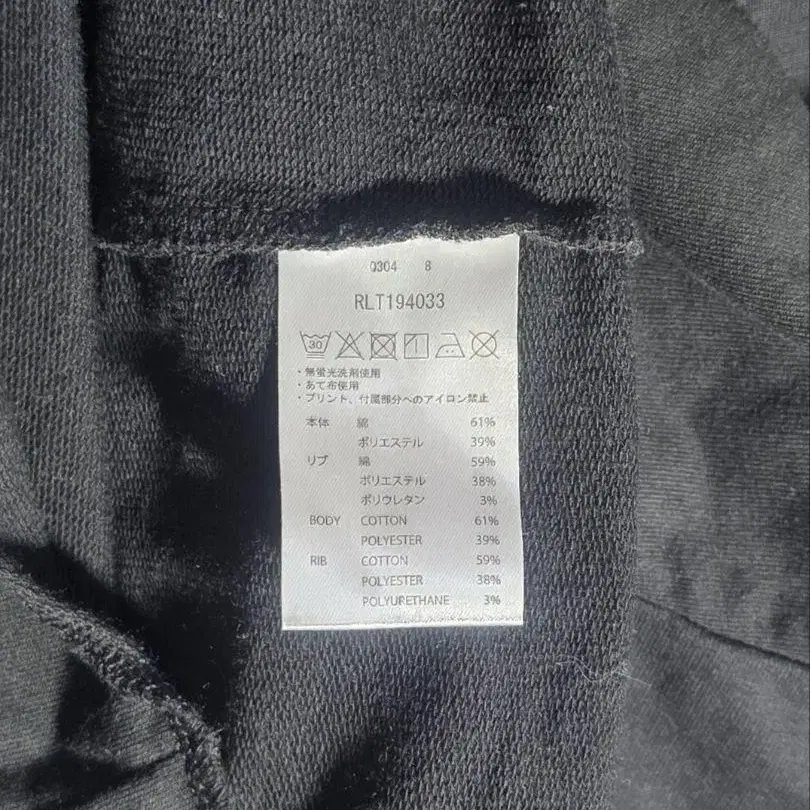 0304 8
RLT194033
30
・無蛍光洗剤使用
・あて布使用
・プリント、付属部分へのアイロン禁止
本体 綿 61%
ポリエステル 39%
リブ 綿 59%
ポリエステル 38%
ポリウレタン 3%
BODY COTTON 61%
POLYESTER 39%
RIB COTTON 59%
POLYESTER 38%
POLYURETHANE 3%